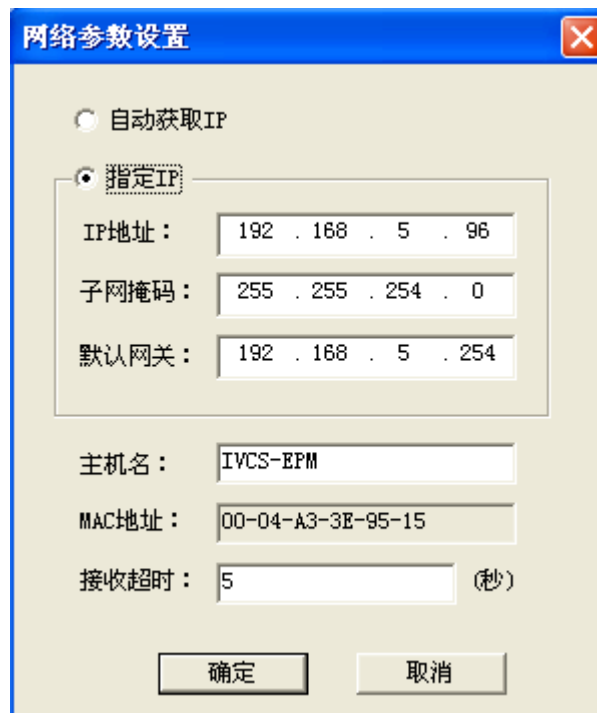 网络参数设置
自动获取IP
指定IP
IP地址： 192 . 168 . 5 . 96
子网掩码： 255 . 255 . 254 . 0
默认网关： 192 . 168 . 5 . 254
主机名： IVCS-EPM
MAC地址： 00-04-A3-3E-95-15
接收超时： 5 (秒)
确定 取消